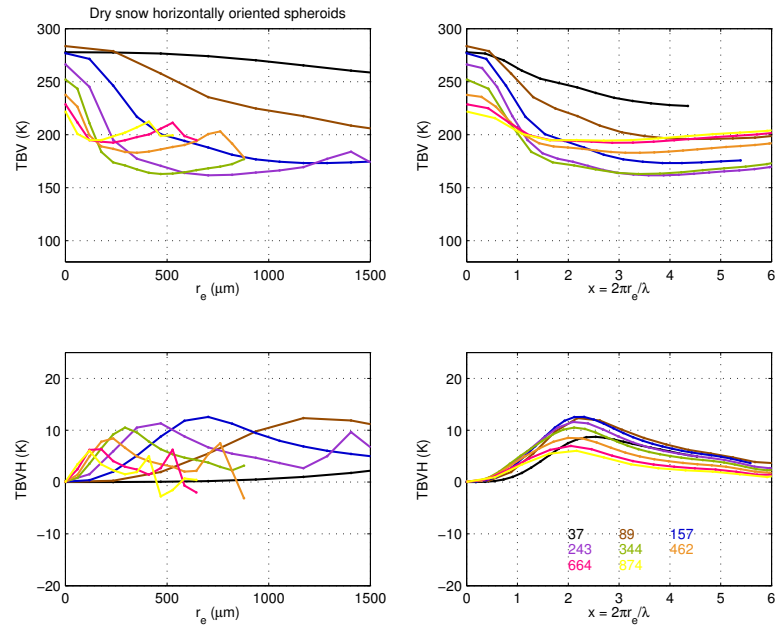 Dry snow horizontally oriented spheroids
300
250
200
150
100
TBV (K)
0 500 1000 1500
r_e (μm)
300
250
200
150
100
TBV (K)
0 1 2 3 4 5 6
x = 2πr_e/λ
20
10
0
−10
−20
TBVH (K)
0 500 1000 1500
r_e (μm)
20
10
0
−10
−20
TBVH (K)
37 89 157
243 344 462
664 874
0 1 2 3 4 5 6
x = 2πr_e/λ